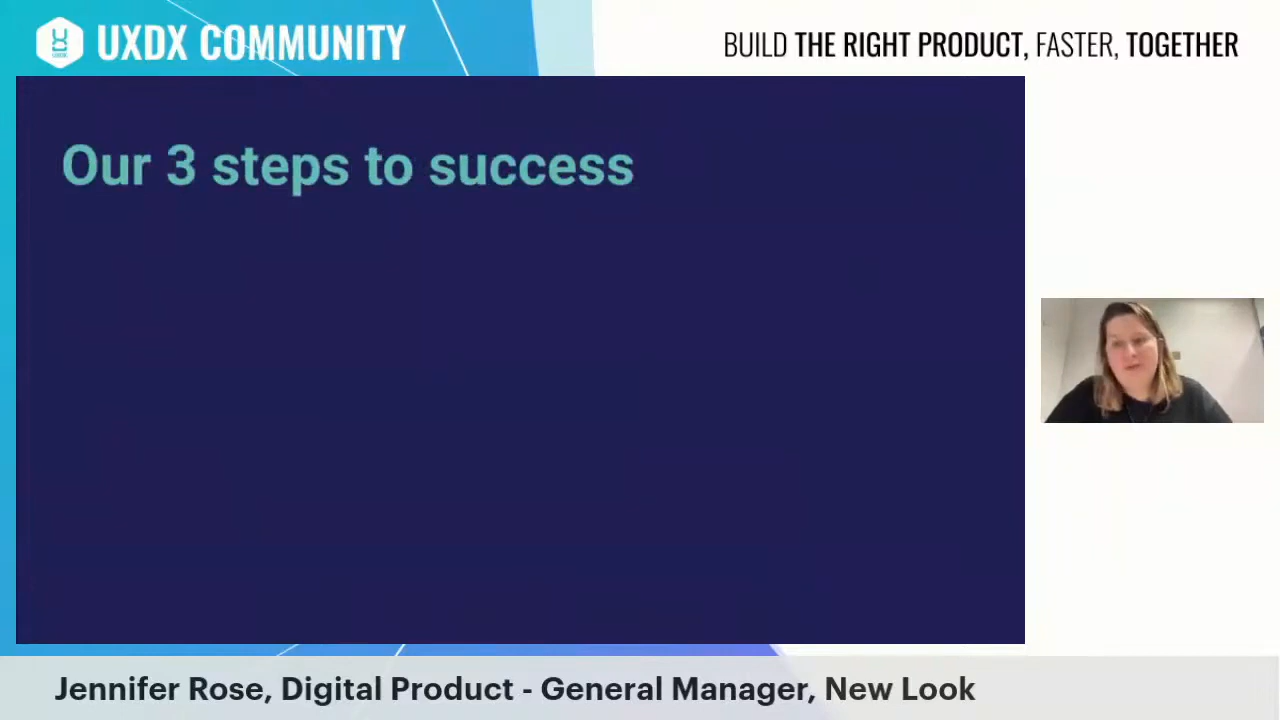 UXDX COMMUNITY
BUILD THE RIGHT PRODUCT, FASTER, TOGETHER
Our 3 steps to success
Jennifer Rose, Digital Product - General Manager, New Look